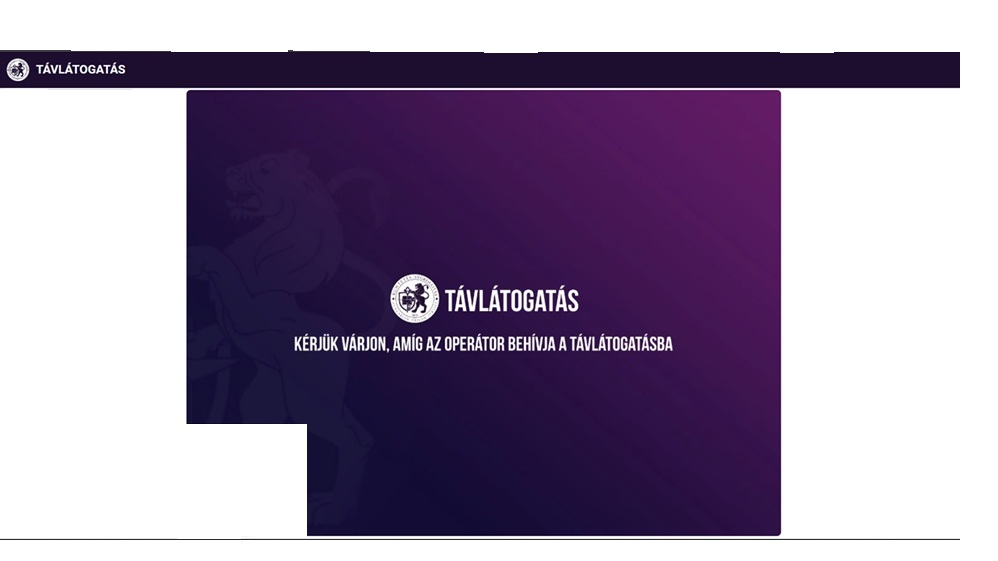 TÁVLÁTOGATÁS
TÁVLÁTOGATÁS
KÉRJÜK VÁRJON, AMÍG AZ OPERÁTOR BEHÍVJA A TÁVLÁTOGATÁSBA